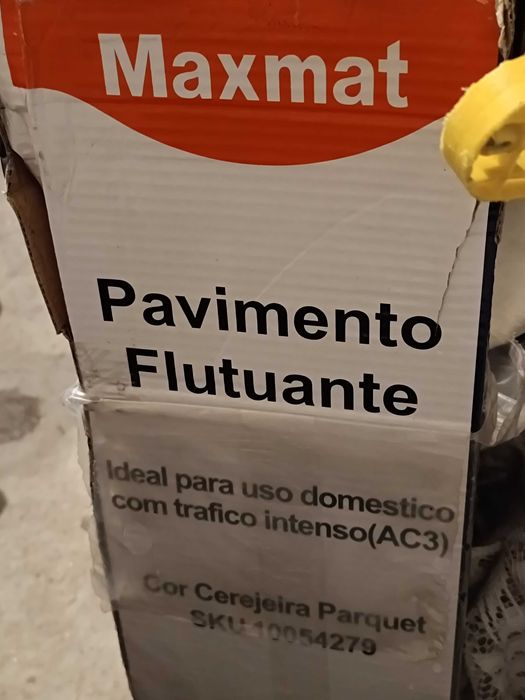 Maxmat
Pavimento
Flutuante
Ideal para uso domestico
com trafico intenso(AC3)
Cor Cerejeira Parquet
SKU 10054279